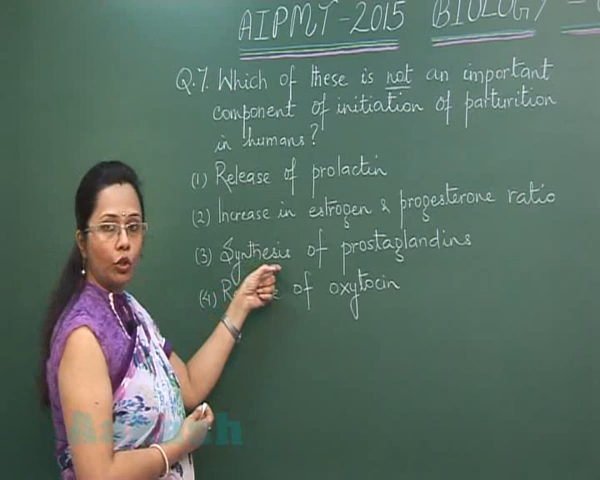 AIPMT-2015 BIOLOGY -
Q.7. Which of these is not an important
component of initiation of parturition
in humans?
(1) Release of prolactin
(2) Increase in estrogen & progesterone ratio
(3) Synthesis of prostaglandins
(4) of oxytocin